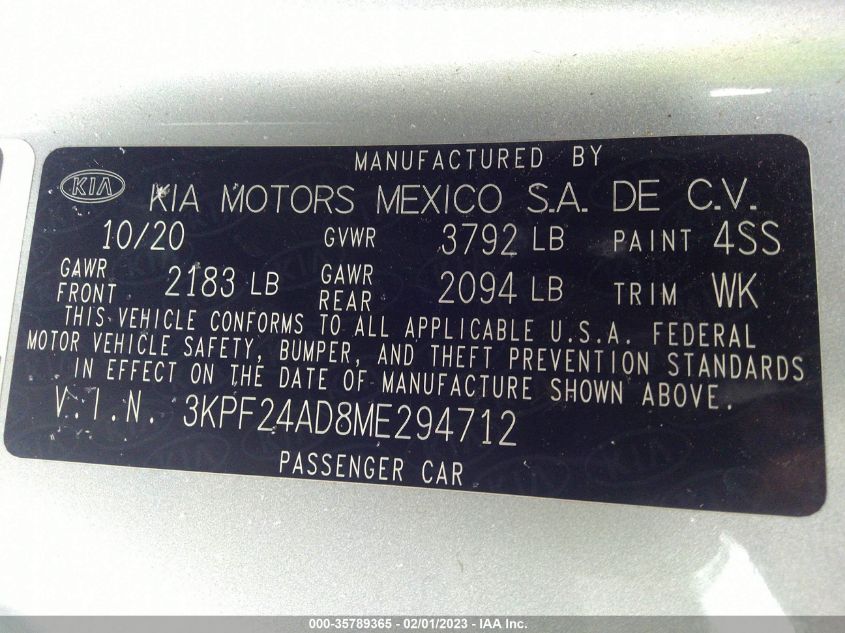 MANUFACTURED BY
KIA KIA MOTORS MEXICO S.A. DE C.V.
10/20 GVWR 3792 LB PAINT 4SS
GAWR FRONT 2183 LB GAWR REAR 2094 LB TRIM WK
THIS VEHICLE CONFORMS TO ALL APPLICABLE U.S.A. FEDERAL
MOTOR VEHICLE SAFETY, BUMPER, AND THEFT PREVENTION STANDARDS
IN EFFECT ON THE DATE OF MANUFACTURE SHOWN ABOVE.
V.I.N. 3KPF24AD8ME294712
PASSENGER CAR
000-35789365 - 02/01/2023 - IAA Inc.